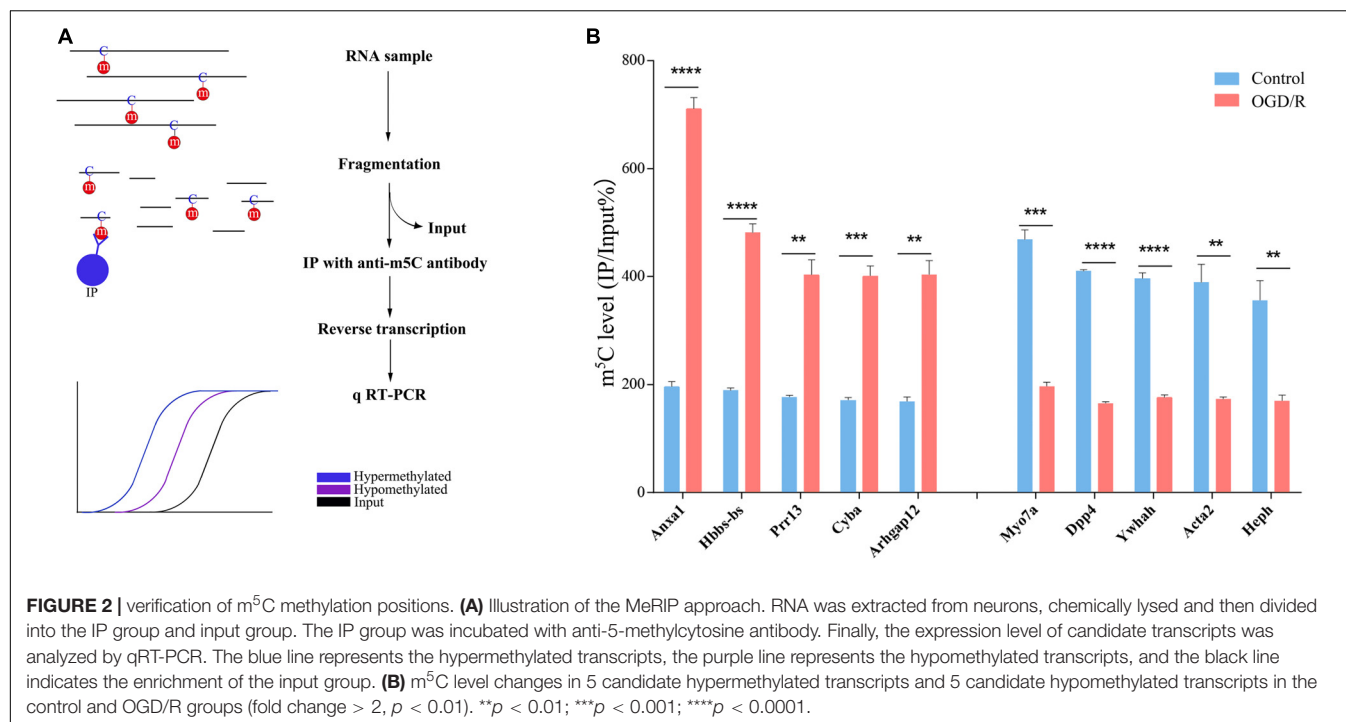 A
C
m
C
m
C
m
C
m
C
m
C
m
C
m
C
m
IP
RNA sample
Fragmentation
Input
IP with anti-m5C antibody
Reverse transcription
q RT-PCR
Hypermethylated
Hypomethylated
Input
B
m⁵C level (IP/Input%)
800
600
400
200
0
Control
OGD/R
****
****
**
***
**
***
****
****
**
**
Anxa1
Hbbs-bs
Prr13
Cyba
Arhgap12
Myo7a
Dpp4
Ywhah
Acta2
Heph
FIGURE 2 | verification of m⁵C methylation positions. (A) Illustration of the MeRIP approach. RNA was extracted from neurons, chemically lysed and then divided
into the IP group and input group. The IP group was incubated with anti-5-methylcytosine antibody. Finally, the expression level of candidate transcripts was
analyzed by qRT-PCR. The blue line represents the hypermethylated transcripts, the purple line represents the hypomethylated transcripts, and the black line
indicates the enrichment of the input group. (B) m⁵C level changes in 5 candidate hypermethylated transcripts and 5 candidate hypomethylated transcripts in the
control and OGD/R groups (fold change > 2, p < 0.01). **p < 0.01; ***p < 0.001; ****p < 0.0001.